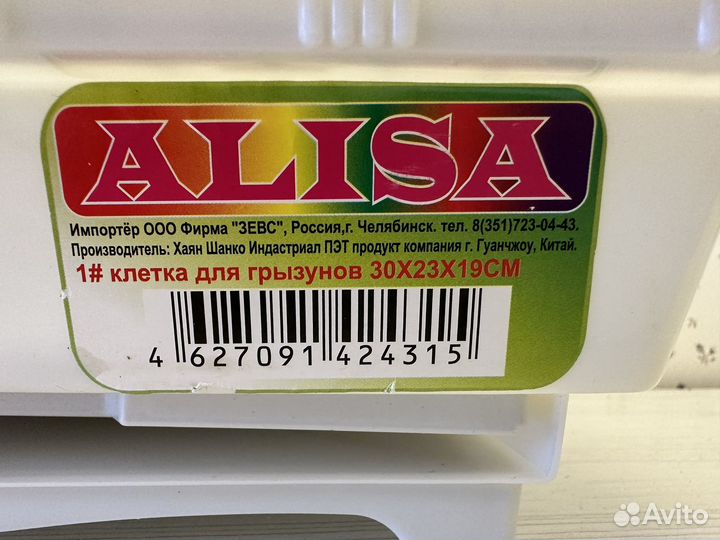 ALISA
Импортёр ООО Фирма "ЗЕВС", Россия,г. Челябинск. тел. 8(351)723-04-43.
Производитель: Хаян Шанко Индастриал ПЭТ продукт компания г. Гуанчжоу, Китай.
1# клетка для грызунов 30X23X19CM
4 627091 424315
Avito